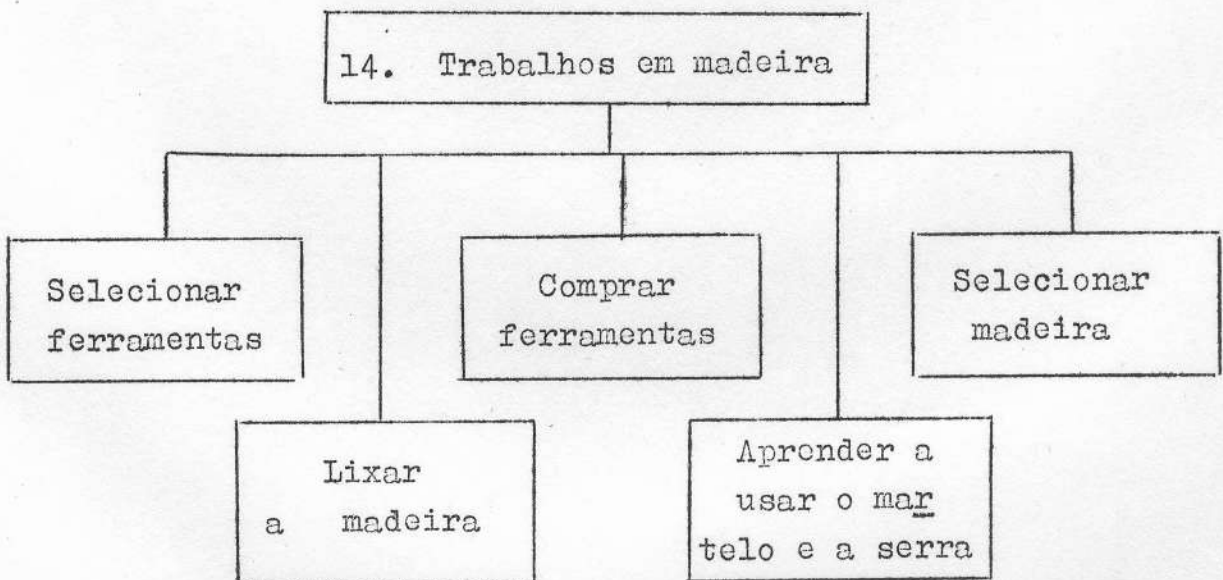 14. Trabalhos em madeira
Selecionar
ferramentas
Comprar
ferramentas
Selecionar
madeira
Lixar
a madeira
Aprender a
usar o mar
telo e a serra